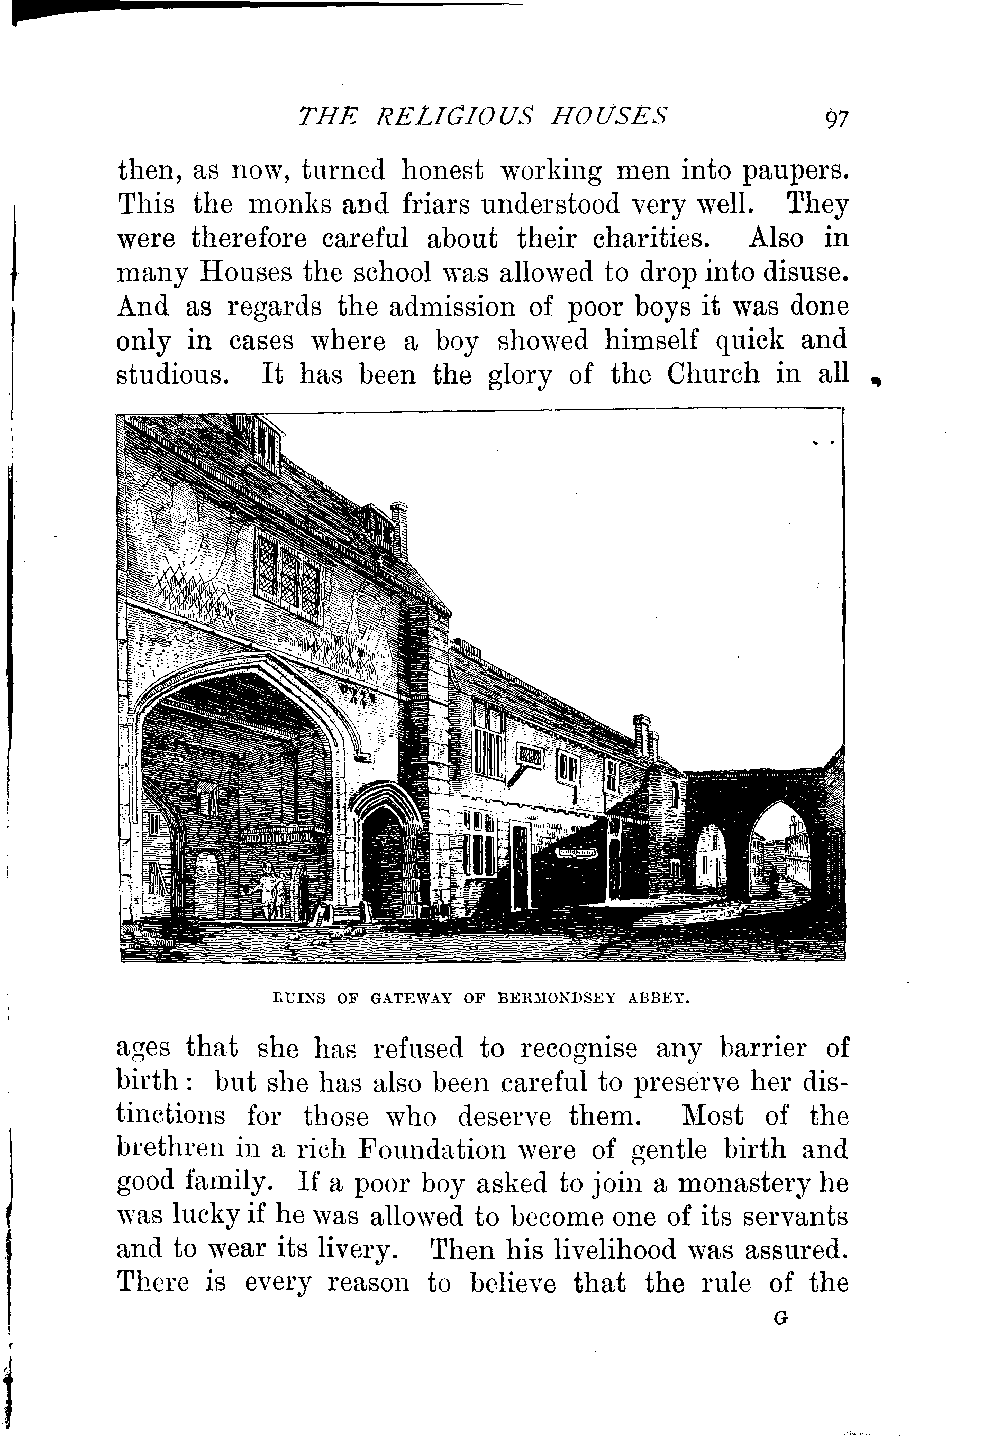 THE RELIGIOUS HOUSES 97
then, as now, turned honest working men into paupers.
This the monks and friars understood very well. They
were therefore careful about their charities. Also in
many Houses the school was allowed to drop into disuse.
And as regards the admission of poor boys it was done
only in cases where a boy showed himself quick and
studious. It has been the glory of the Church in all
RUINS OF GATEWAY OF BERMONDSEY ABBEY.
ages that she has refused to recognise any barrier of
birth: but she has also been careful to preserve her dis-
tinctions for those who deserve them. Most of the
brethren in a rich Foundation were of gentle birth and
good family. If a poor boy asked to join a monastery he
was lucky if he was allowed to become one of its servants
and to wear its livery. Then his livelihood was assured.
There is every reason to believe that the rule of the
G